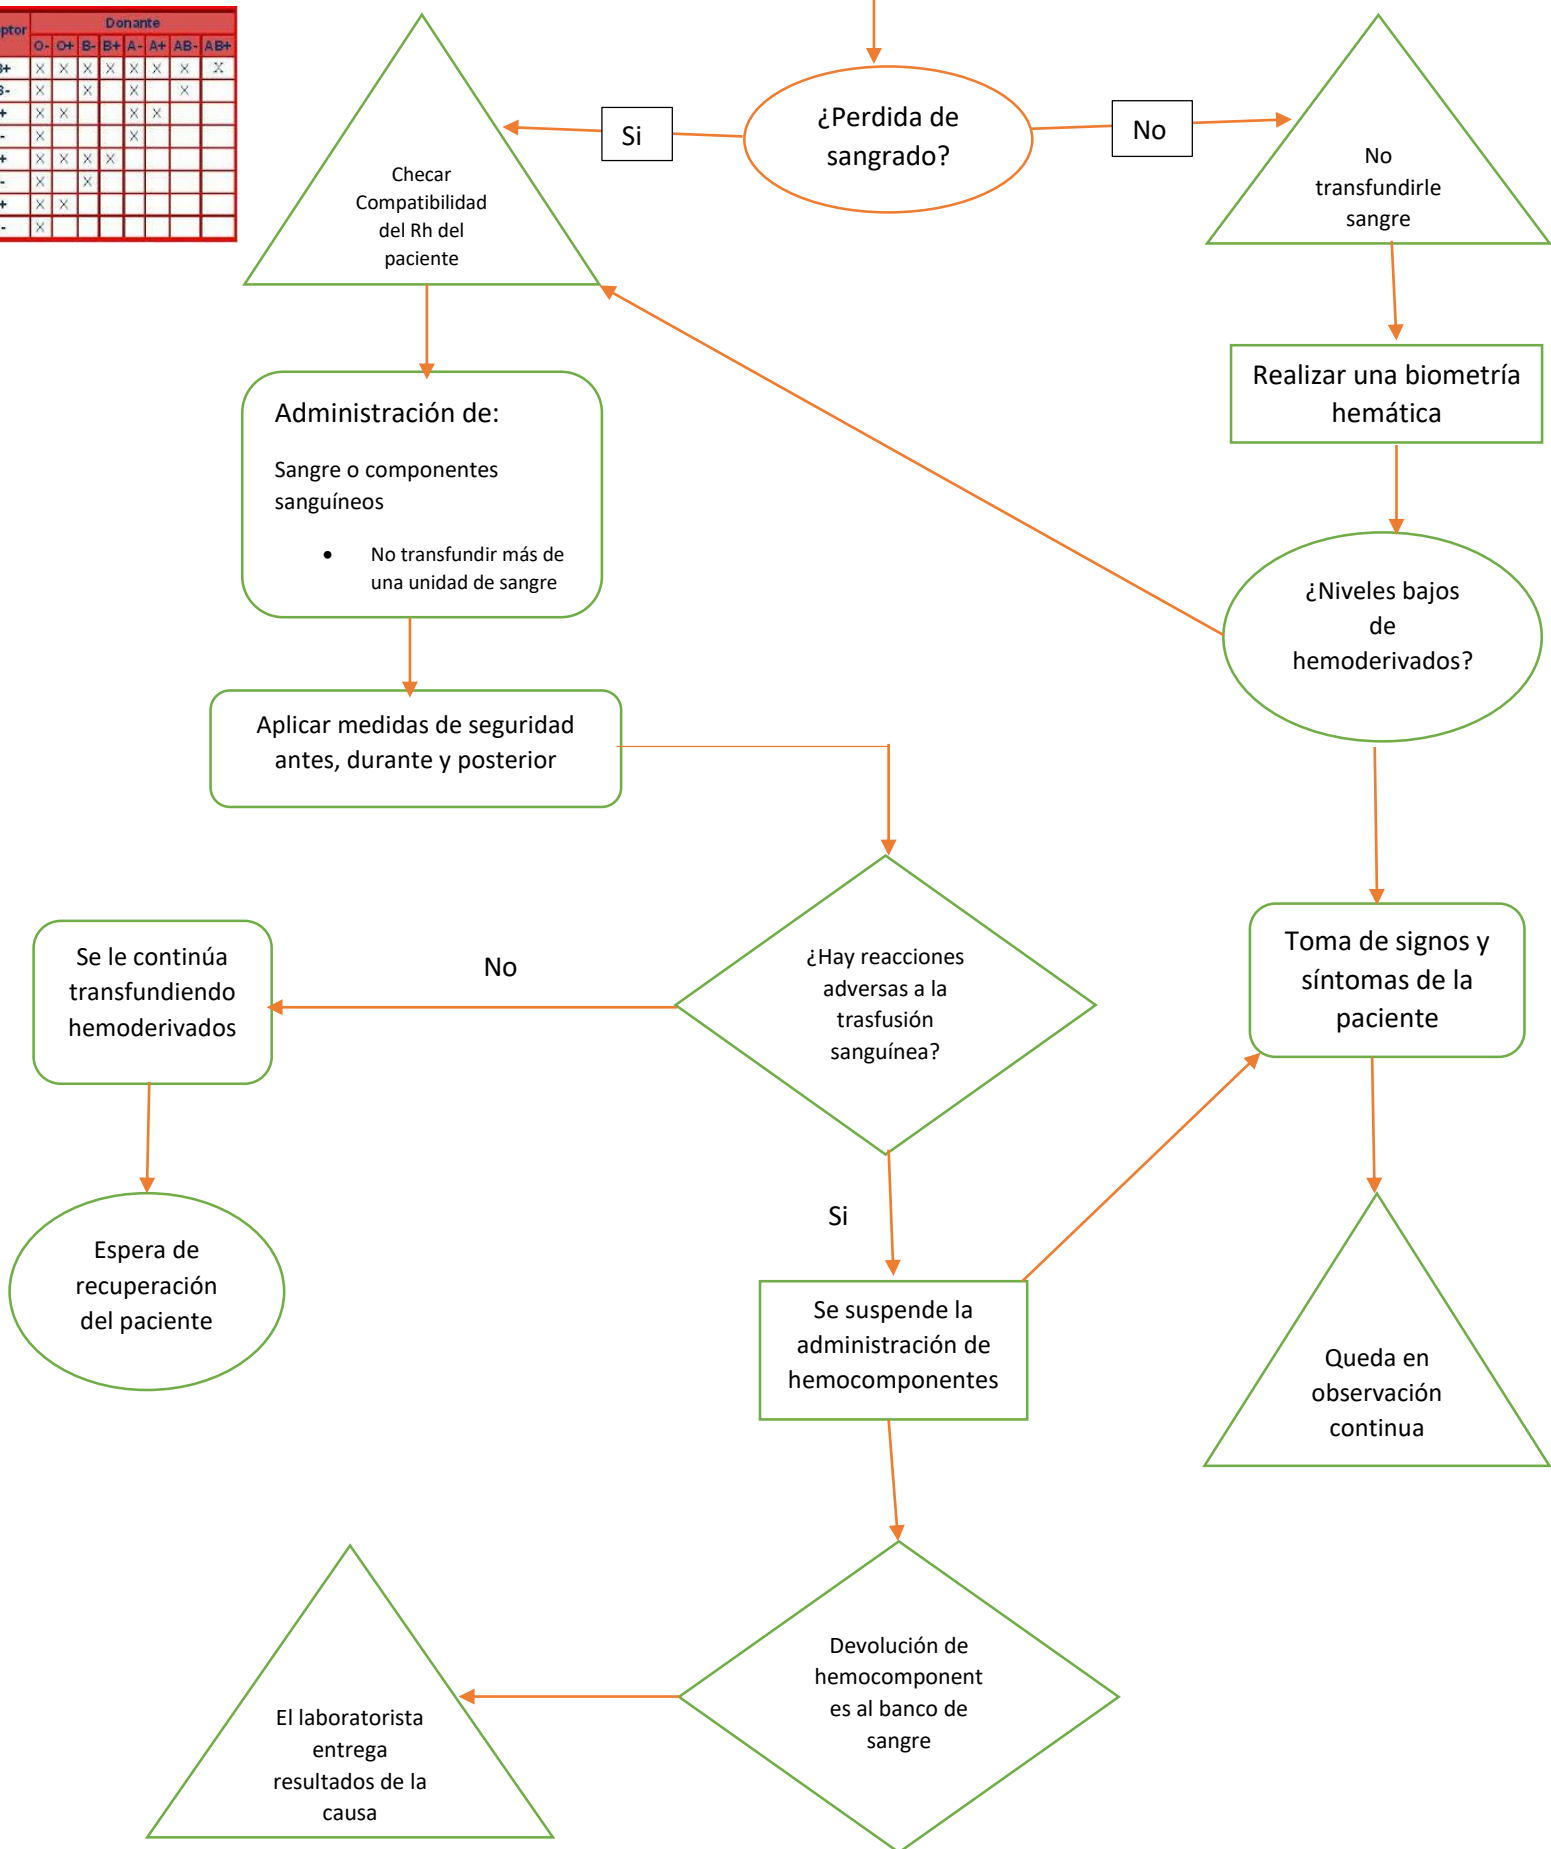 Donante
O- O+ B- B+ A- A+ AB- AB+
X X X X X X X X
X X X X
X X X X
X X
X X X X
X X
X X
X
¿Perdida de
sangrado?
Si
No
Checar
Compatibilidad
del Rh del
paciente
No
transfundirle
sangre
Realizar una biometría
hemática
Administración de:
Sangre o componentes
sanguíneos
• No transfundir más de
una unidad de sangre
¿Niveles bajos
de
hemoderivados?
Aplicar medidas de seguridad
antes, durante y posterior
Se le continúa
transfundiendo
hemoderivados
No
¿Hay reacciones
adversas a la
trasfusión
sanguínea?
Toma de signos y
síntomas de la
paciente
Si
Espera de
recuperación
del paciente
Se suspende la
administración de
hemocomponentes
Queda en
observación
continua
Devolución de
hemocomponent
es al banco de
sangre
El laboratorista
entrega
resultados de la
causa